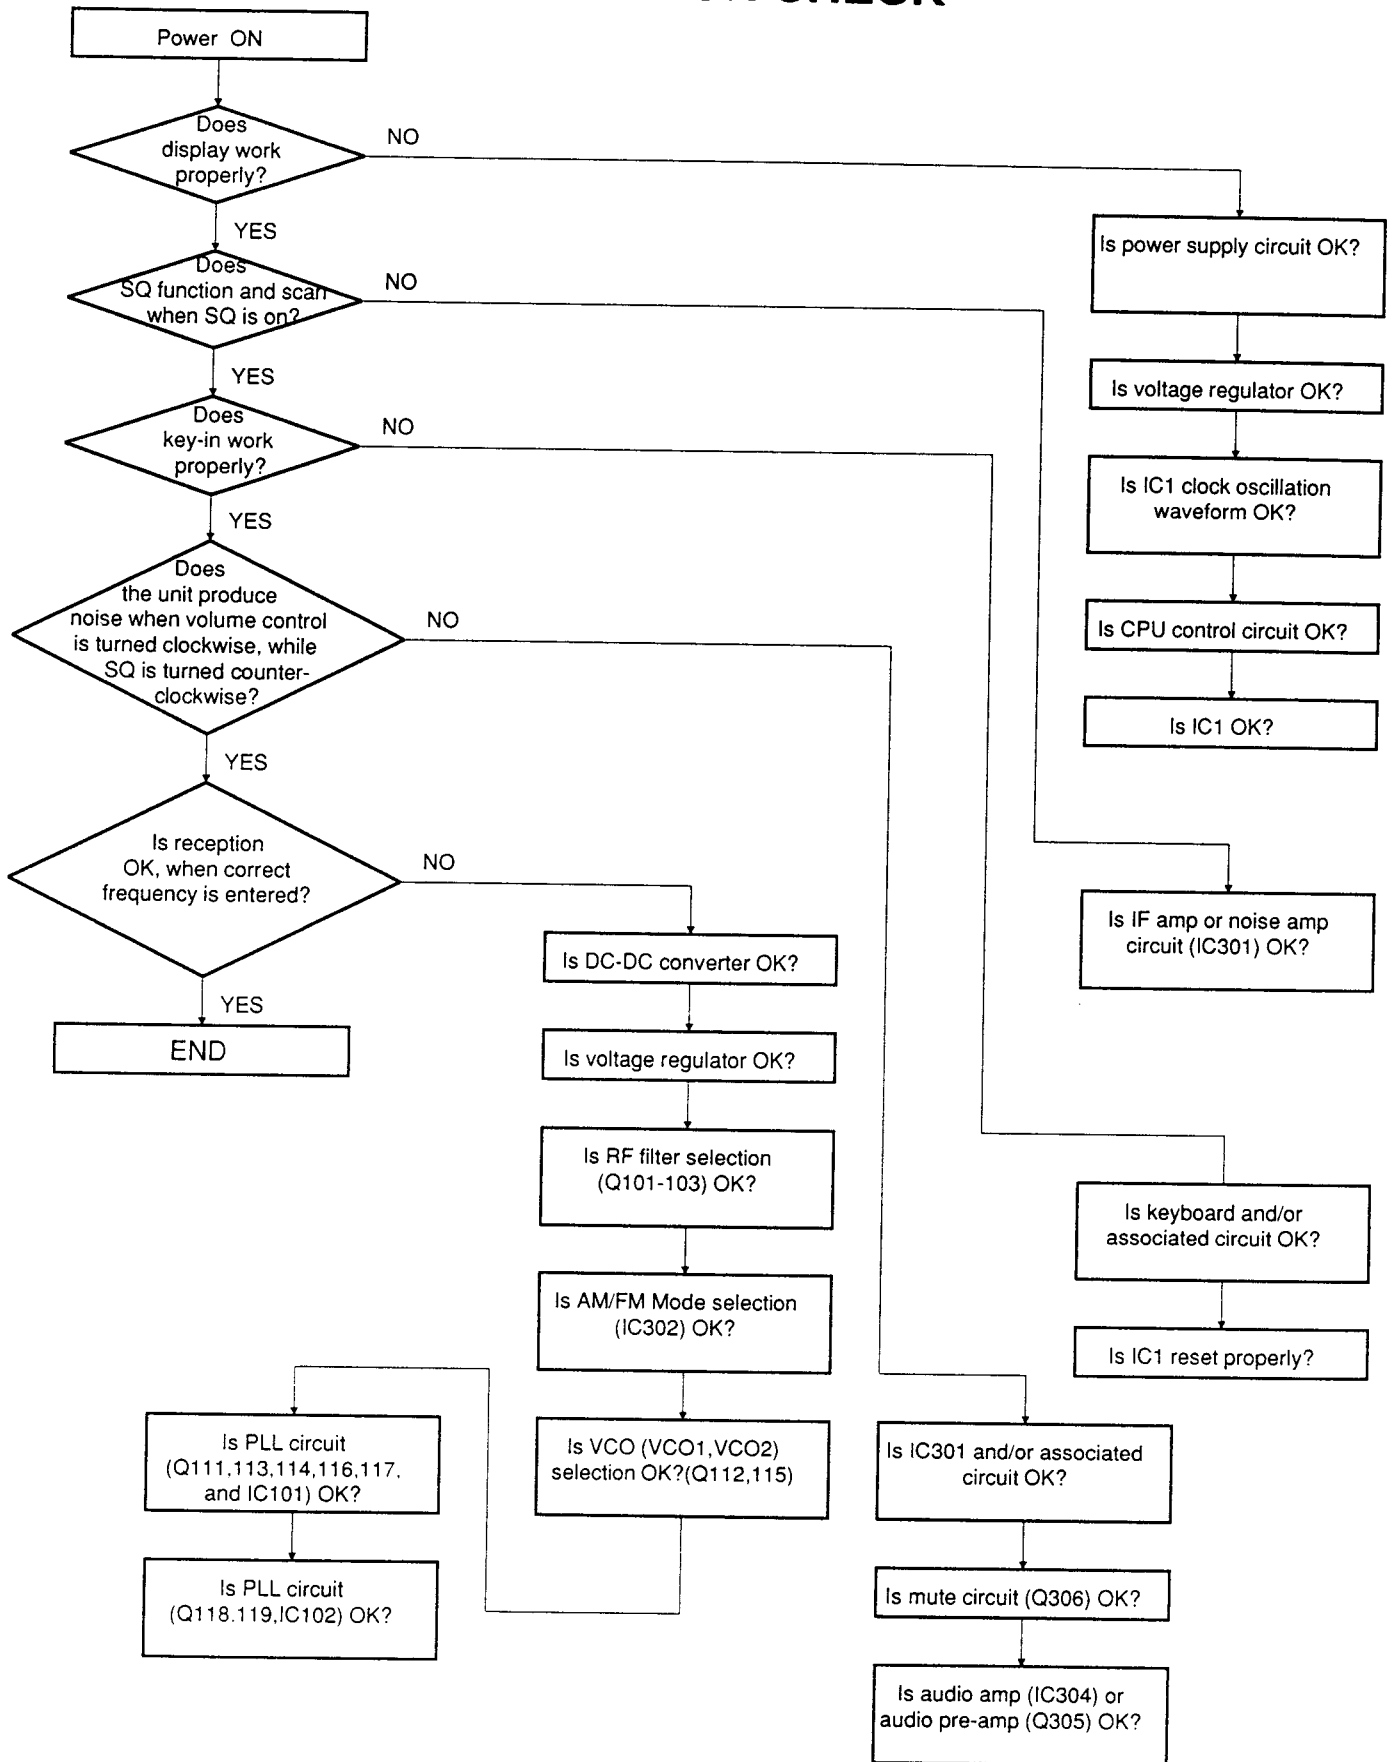 CHECK
Power ON
Does
display work
properly?
NO
YES
Does
SQ function and scan
when SQ is on?
NO
YES
Does
key-in work
properly?
NO
YES
Does
the unit produce
noise when volume control
is turned clockwise, while
SQ is turned counter-
clockwise?
NO
YES
Is reception
OK, when correct
frequency is entered?
NO
YES
END
Is power supply circuit OK?
Is voltage regulator OK?
Is IC1 clock oscillation
waveform OK?
Is CPU control circuit OK?
Is IC1 OK?
Is IF amp or noise amp
circuit (IC301) OK?
Is keyboard and/or
associated circuit OK?
Is IC1 reset properly?
Is IC301 and/or associated
circuit OK?
Is mute circuit (Q306) OK?
Is audio amp (IC304) or
audio pre-amp (Q305) OK?
Is DC-DC converter OK?
Is voltage regulator OK?
Is RF filter selection
(Q101-103) OK?
Is AM/FM Mode selection
(IC302) OK?
Is VCO (VCO1,VCO2)
selection OK?(Q112,115)
Is PLL circuit
(Q111,113,114,116,117,
and IC101) OK?
Is PLL circuit
(Q118.119,IC102) OK?